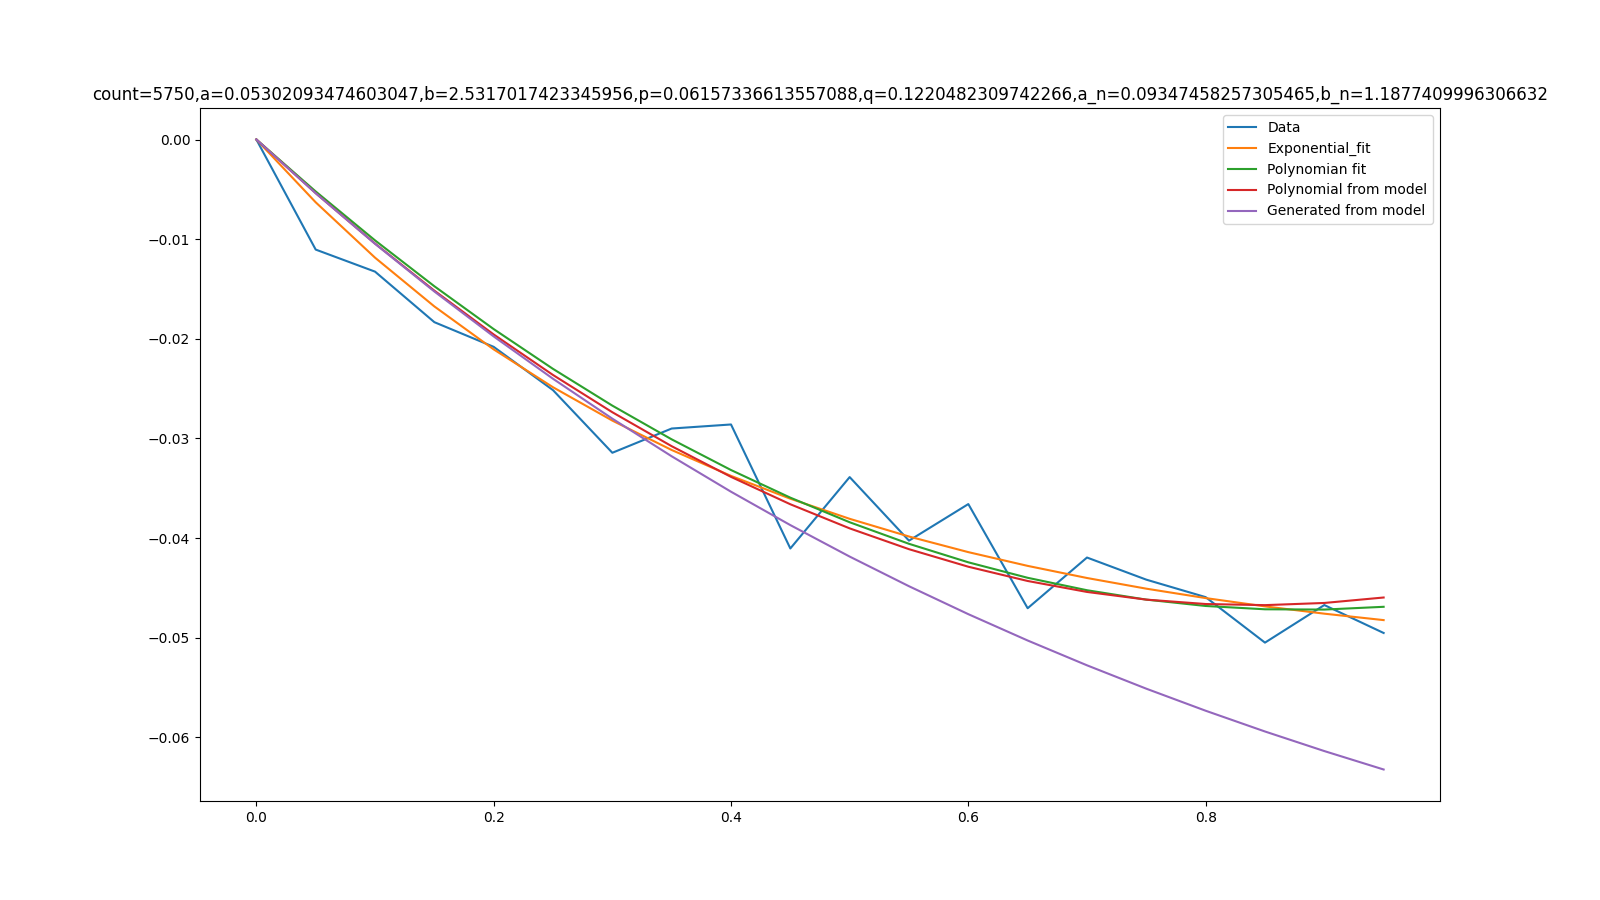 count=5750,a=0.05302093474603047,b=2.5317017423345956,p=0.06157336613557088,q=0.1220482309742266,a_n=0.09347458257305465,b_n=1.1877409996306632
Data
Exponential_fit
Polynomian fit
Polynomial from model
Generated from model
0.00
−0.01
−0.02
−0.03
−0.04
−0.05
−0.06
0.0 0.2 0.4 0.6 0.8